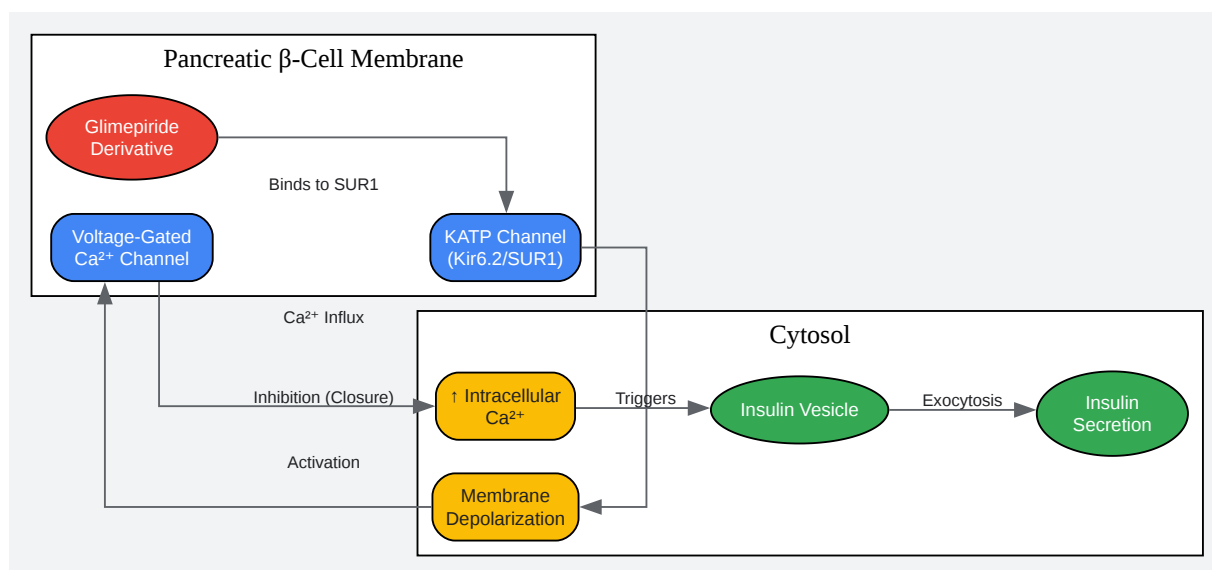 Pancreatic β-Cell Membrane
Glimepiride
Derivative
Binds to SUR1
Voltage-Gated
Ca²⁺ Channel
KATP Channel
(Kir6.2/SUR1)
Ca²⁺ Influx
Cytosol
Inhibition (Closure)
↑ Intracellular
Ca²⁺
Triggers
Insulin Vesicle
Exocytosis
Insulin
Secretion
Activation
Membrane
Depolarization